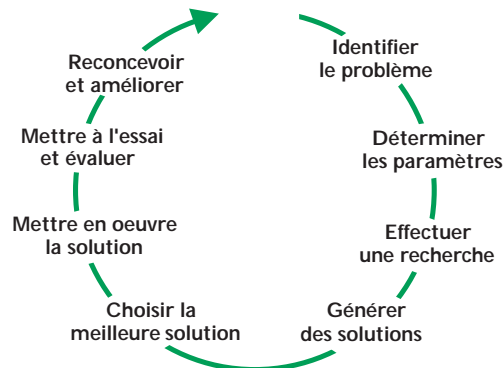 Identifier
le problème
Déterminer
les paramètres
Effectuer
une recherche
Générer
des solutions
Choisir la
meilleure solution
Mettre en oeuvre
la solution
Mettre à l'essai
et évaluer
Reconcevoir
et améliorer